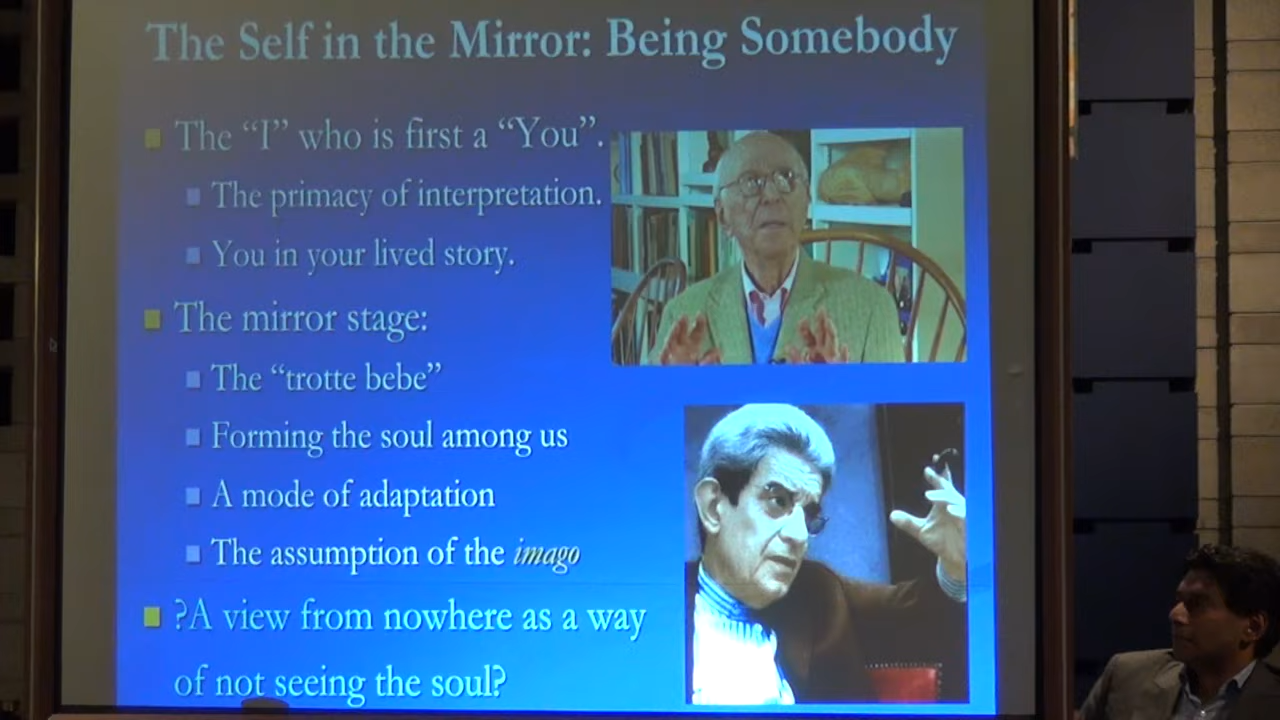 The Self in the Mirror: Being Somebody
The “I” who is first a “You”.
The primacy of interpretation.
You in your lived story.
The mirror stage:
The “trotte bebe”
Forming the soul among us
A mode of adaptation
The assumption of the imago
?A view from nowhere as a way
of not seeing the soul?